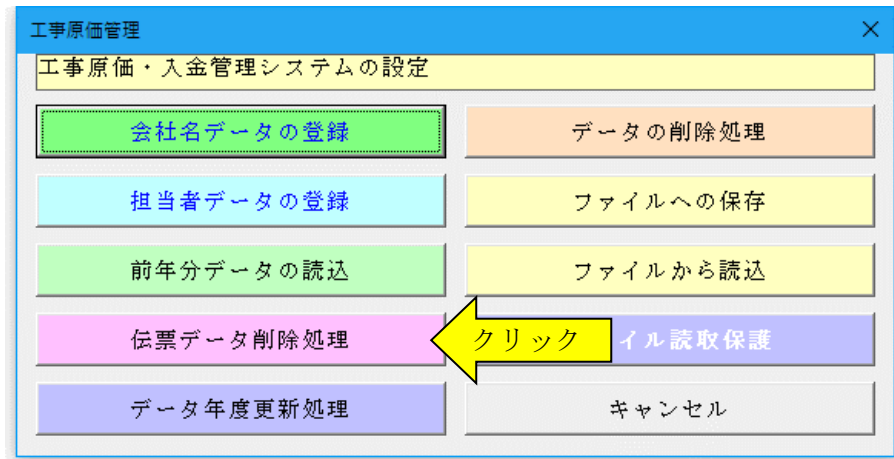 工事原価管理
工事原価・入金管理システムの設定
会社名データの登録
データの削除処理
担当者データの登録
ファイルへの保存
前年分データの読込
ファイルから読込
伝票データ削除処理
クリック
イル読取保護
データ年度更新処理
キャンセル